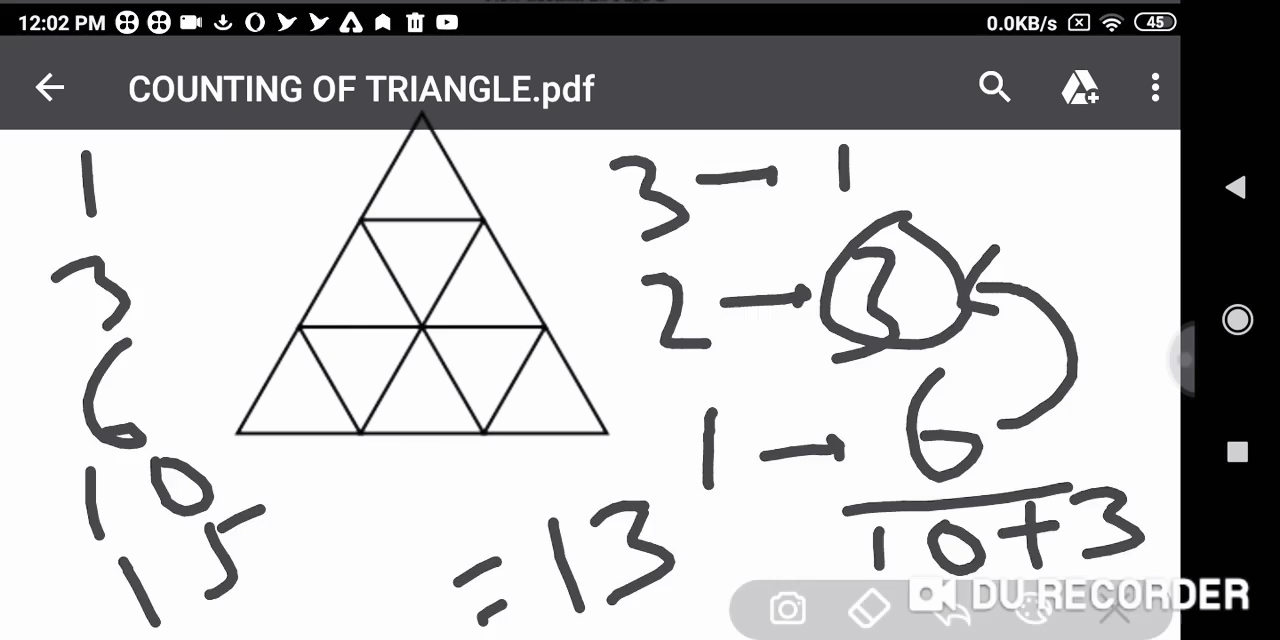 12:02 PM 0.0KB/s 45
COUNTING OF TRIANGLE.pdf
1
3
6
10
15
3 → 1
2 → 3
1 → 6
10+3
=13
DU RECORDER